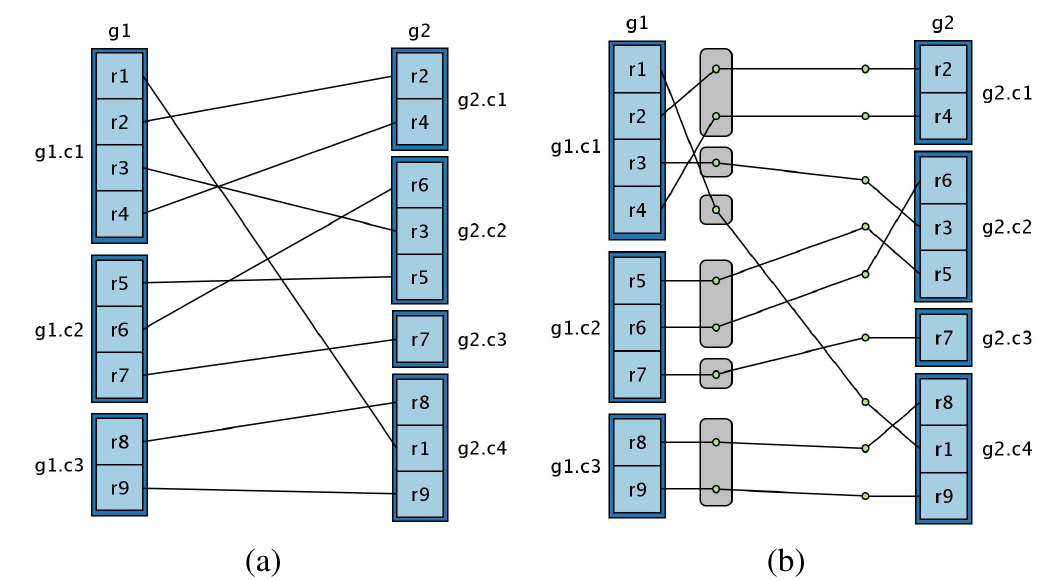 g1
g2
r1
r2
r3
r4
g1.c1
r5
r6
r7
g1.c2
r8
r9
g1.c3
r2
r4
g2.c1
r6
r3
r5
g2.c2
r7
g2.c3
r8
r1
r9
g2.c4
(a)
g1
g2
r1
r2
r3
r4
g1.c1
r5
r6
r7
g1.c2
r8
r9
g1.c3
r2
r4
g2.c1
r6
r3
r5
g2.c2
r7
g2.c3
r8
r1
r9
g2.c4
(b)